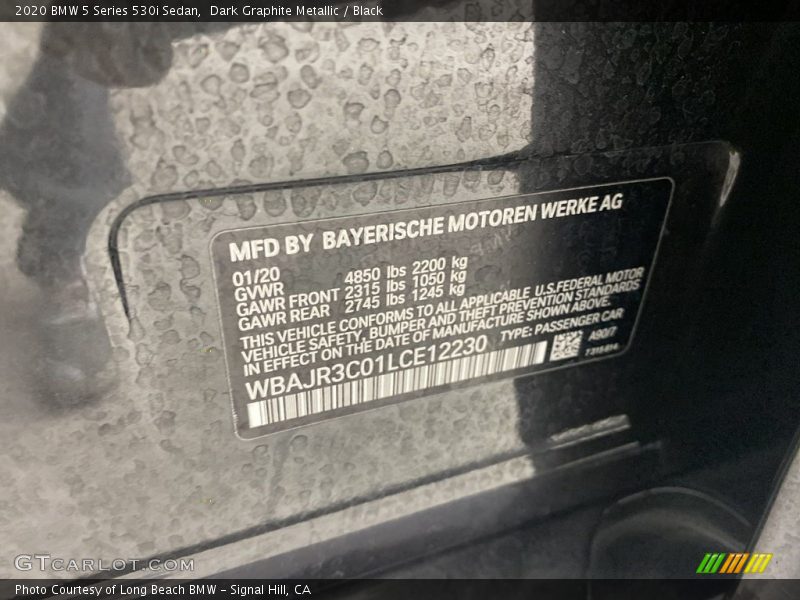 2020 BMW 5 Series 530i Sedan,  Dark Graphite Metallic / Black
MFD BY BAYERISCHE MOTOREN WERKE AG
01/20
GVWR 4850 lbs 2200 kg
GAWR FRONT 2315 lbs 1050 kg
GAWR REAR 2745 lbs 1245 kg
THIS VEHICLE CONFORMS TO ALL APPLICABLE U.S.FEDERAL MOTOR
VEHICLE SAFETY, BUMPER AND THEFT PREVENTION STANDARDS
IN EFFECT ON THE DATE OF MANUFACTURE SHOWN ABOVE.
WBAJR3C01LCE12230 TYPE: PASSENGER CAR
A90/7
GTCARLOT.COM
Photo Courtesy of Long Beach BMW - Signal Hill, CA